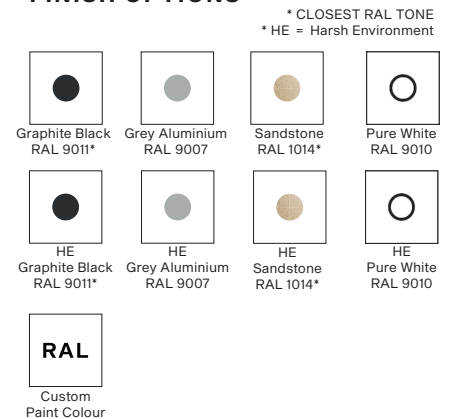 FINISH OPTIONS
* CLOSEST RAL TONE
* HE = Harsh Environment
Graphite Black
RAL 9011*
Grey Aluminium
RAL 9007
Sandstone
RAL 1014*
Pure White
RAL 9010
HE
Graphite Black
RAL 9011*
HE
Grey Aluminium
RAL 9007
HE
Sandstone
RAL 1014*
HE
Pure White
RAL 9010
RAL
Custom
Paint Colour